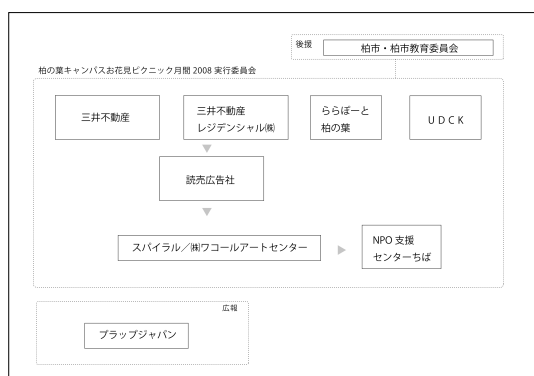 後援
柏市・柏市教育委員会
柏の葉キャンパスお花見ピクニック月間 2008 実行委員会
三井不動産
三井不動産
レジデンシャル㈱
ららぽーと
柏の葉
UDCK
読売広告社
スパイラル／㈱ワコールアートセンター
NPO 支援
センターちば
広報
プラップジャパン